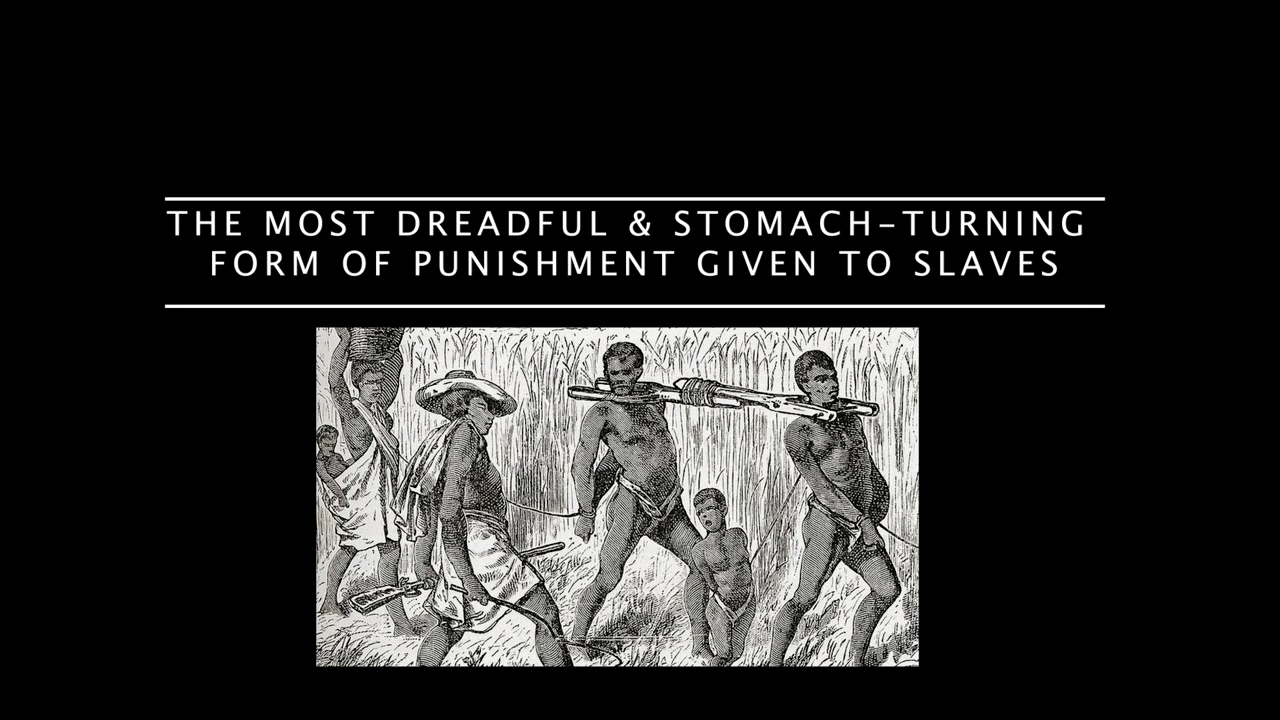 THE MOST DREADFUL & STOMACH-TURNING
FORM OF PUNISHMENT GIVEN TO SLAVES